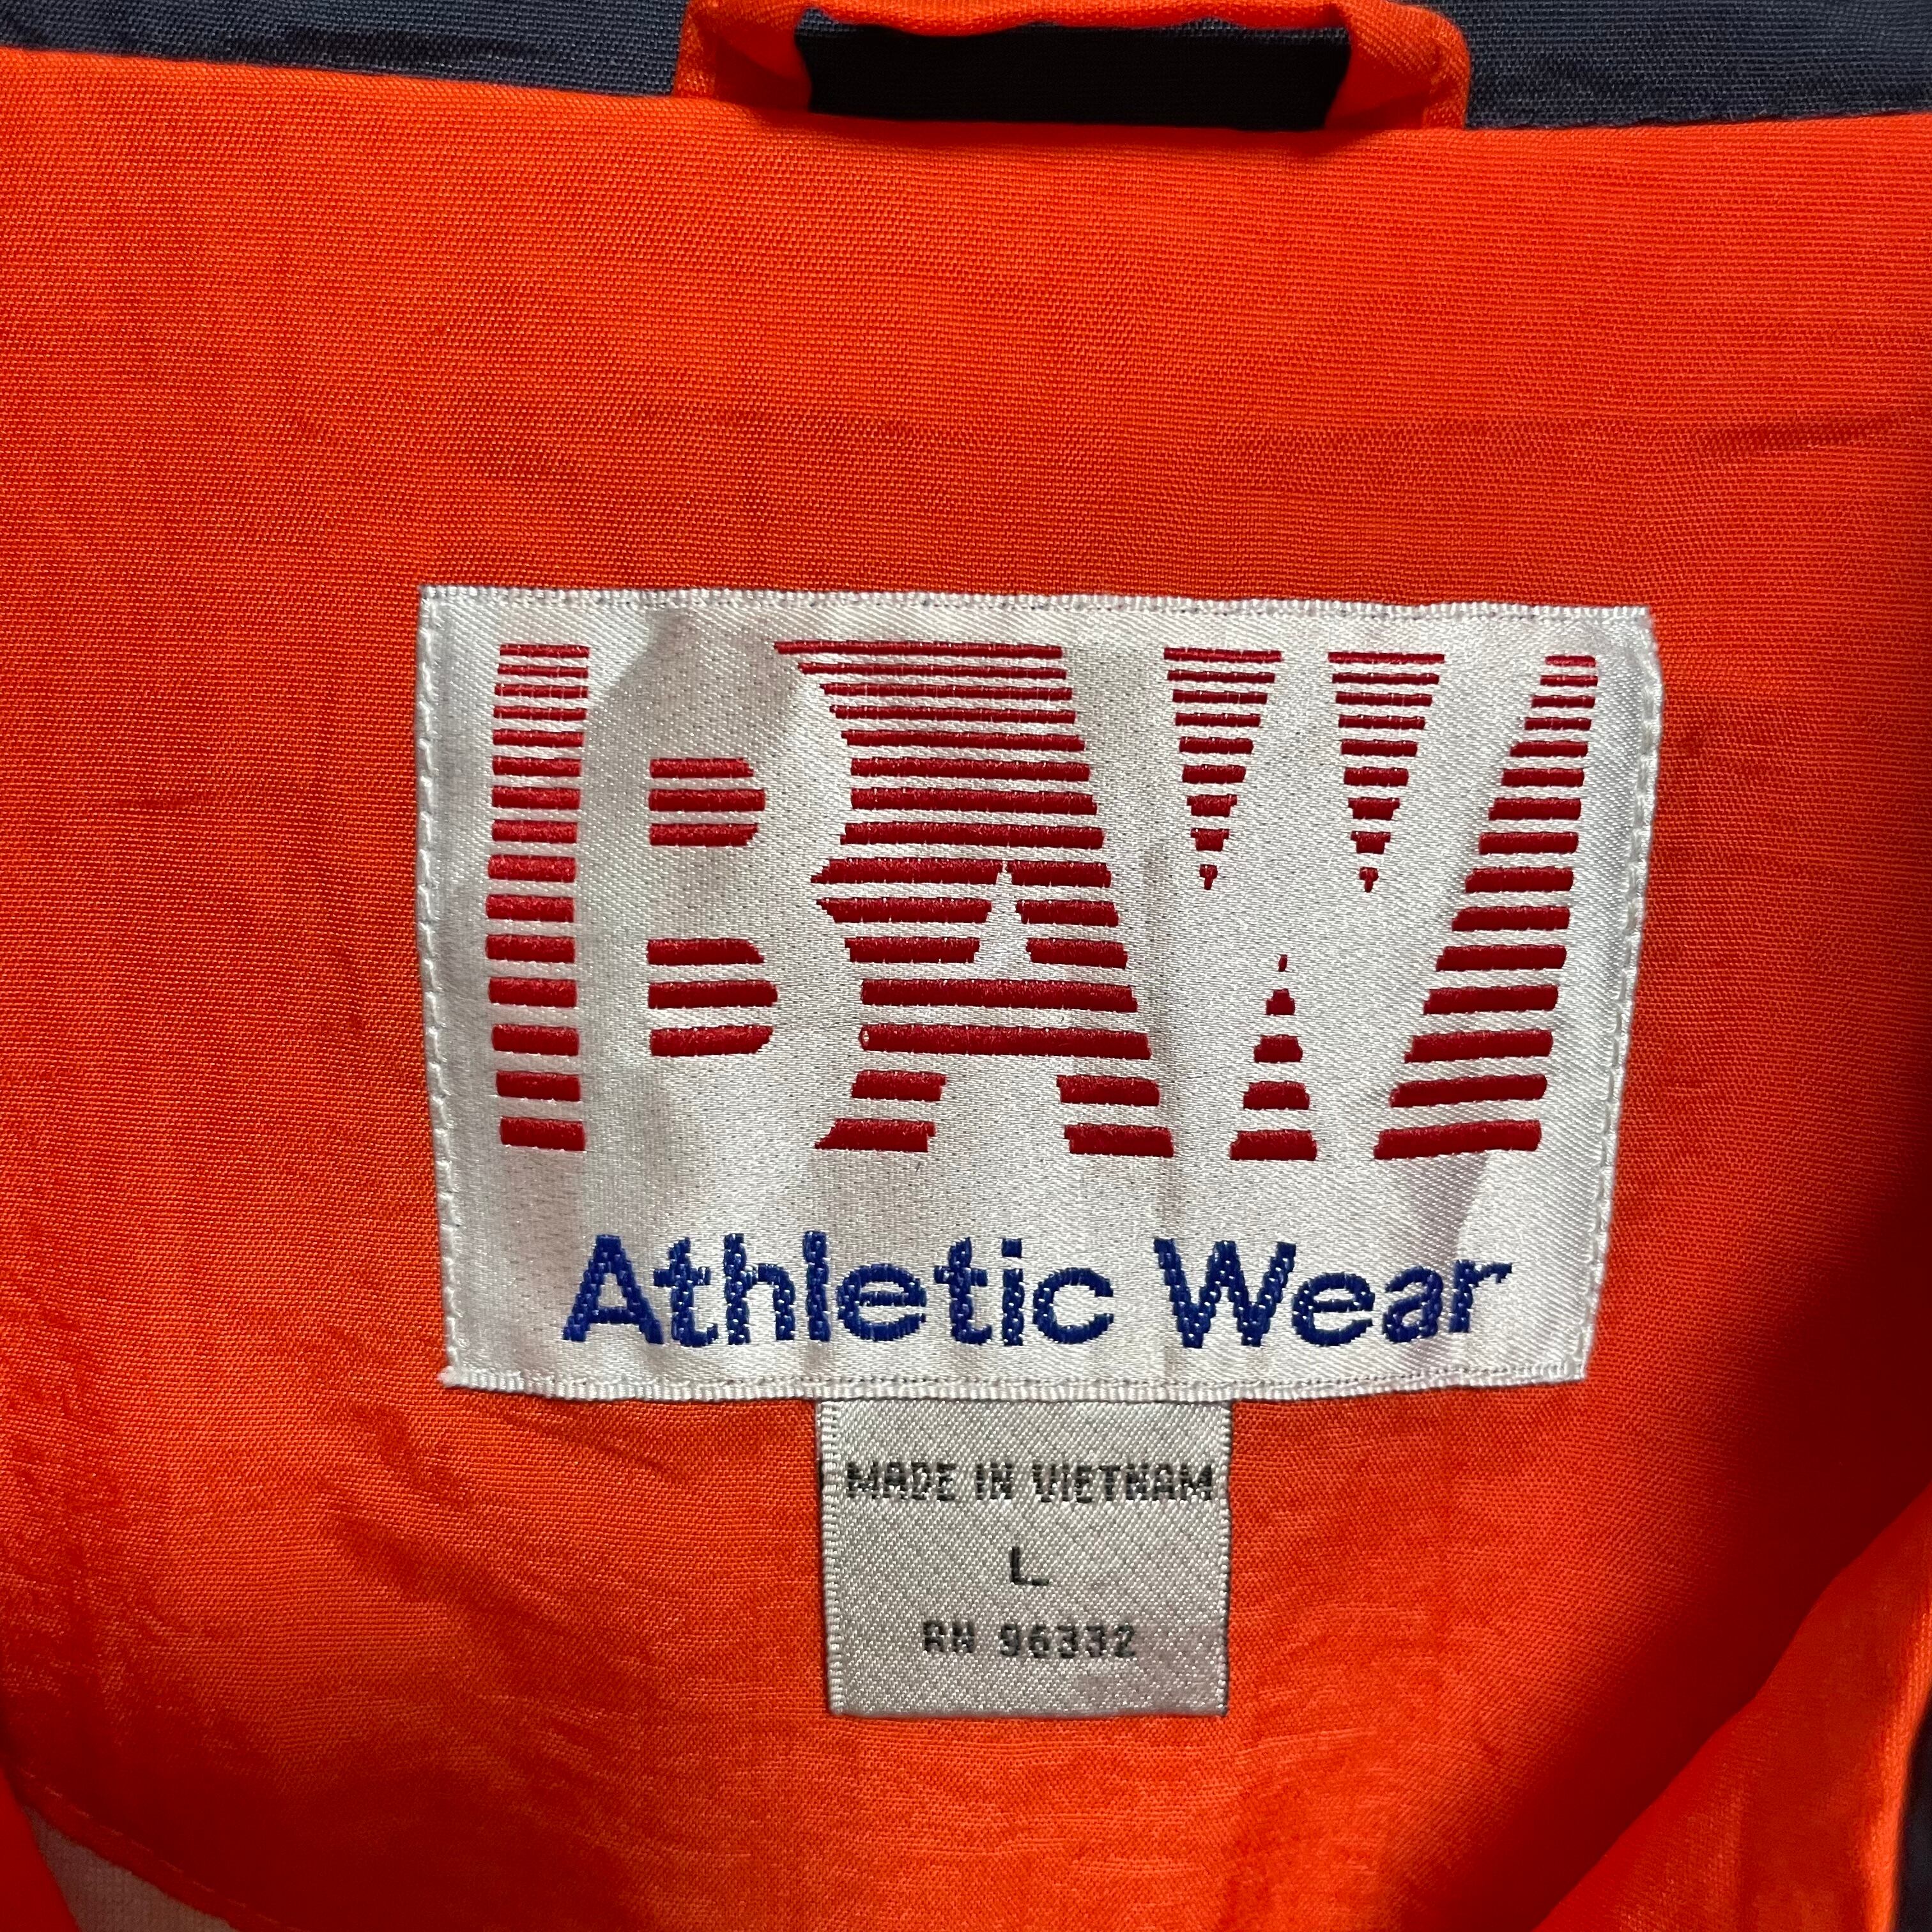 BAW
Athletic Wear
MADE IN VIETNAM
L
RN 96332